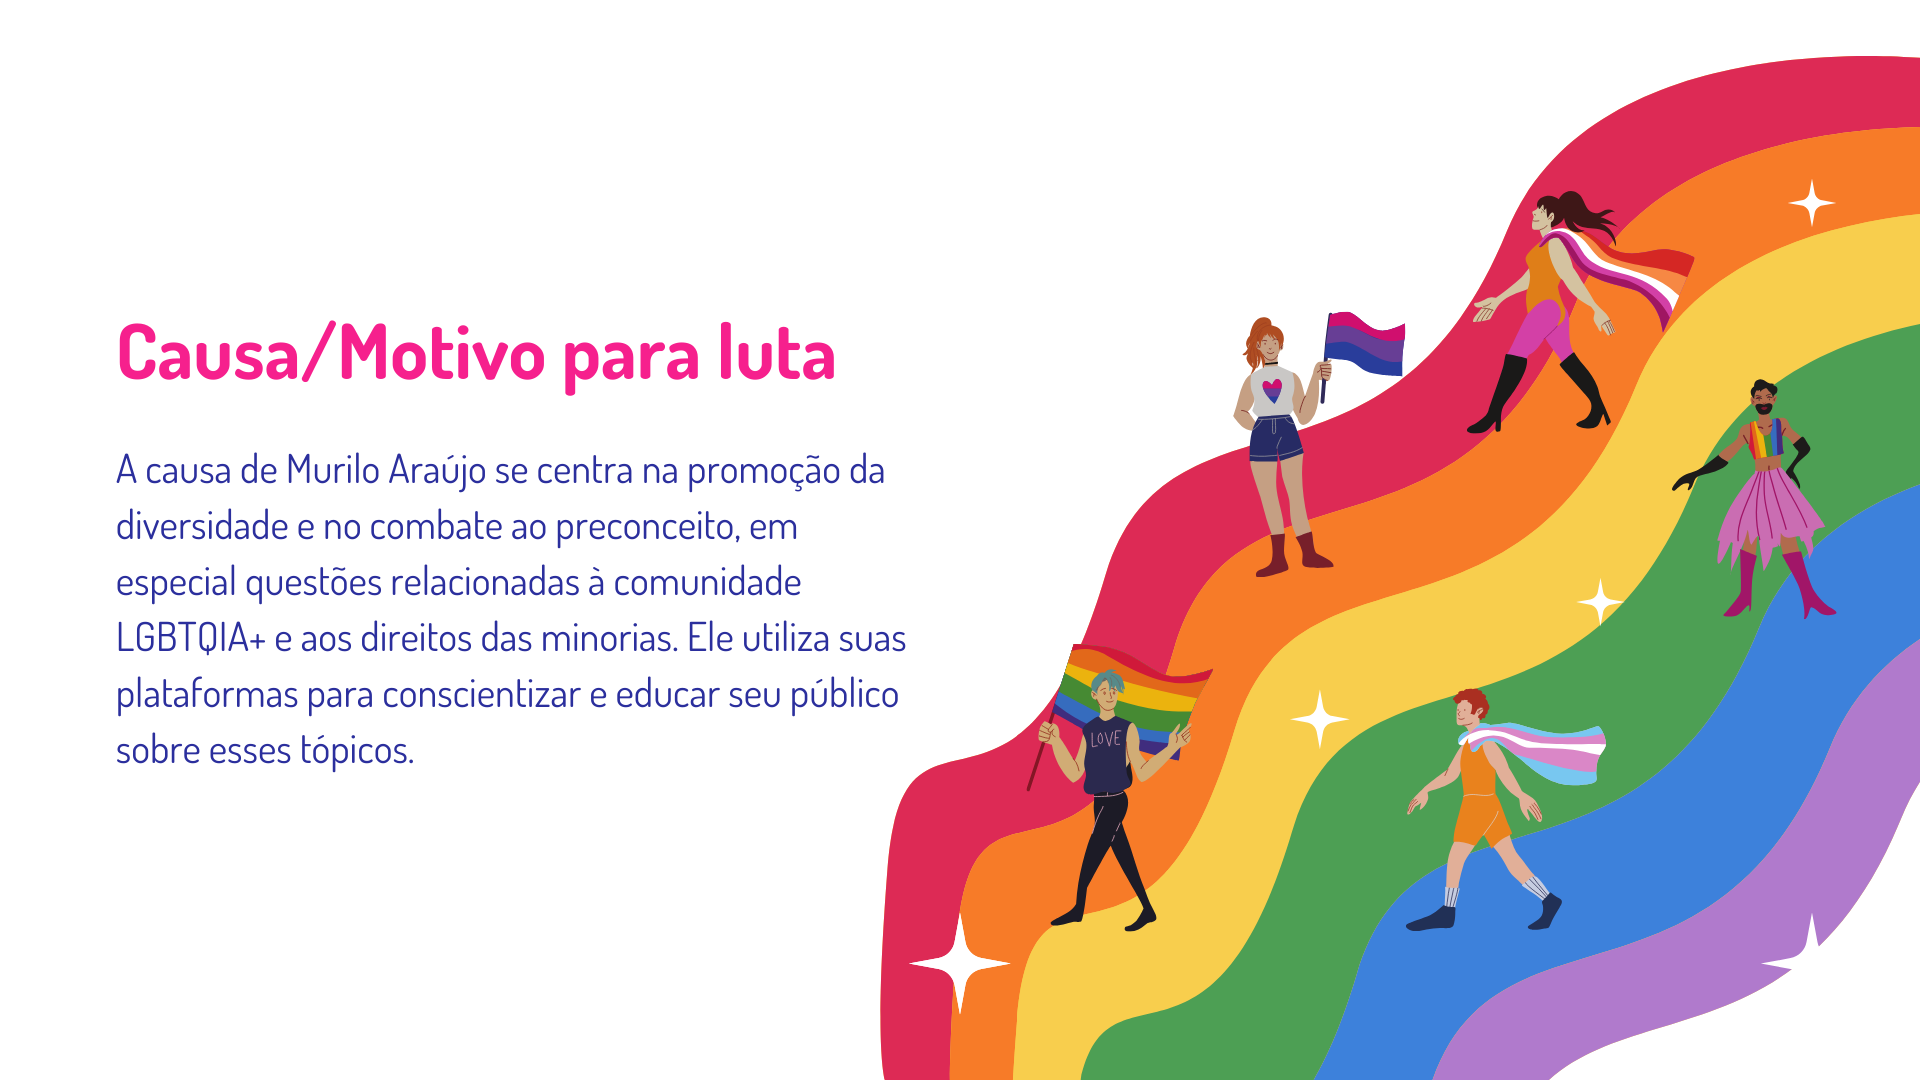 Causa/Motivo para luta
A causa de Murilo Araújo se centra na promoção da
diversidade e no combate ao preconceito, em
especial questões relacionadas à comunidade
LGBTQIA+ e aos direitos das minorias. Ele utiliza suas
plataformas para conscientizar e educar seu público
sobre esses tópicos.
LOVE